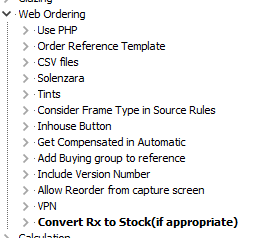 Glazing
Web Ordering
Use PHP
Order Reference Template
CSV files
Solenzara
Tints
Consider Frame Type in Source Rules
Inhouse Button
Get Compensated in Automatic
Add Buying group to reference
Include Version Number
Allow Reorder from capture screen
VPN
Convert Rx to Stock(if appropriate)
Calculation